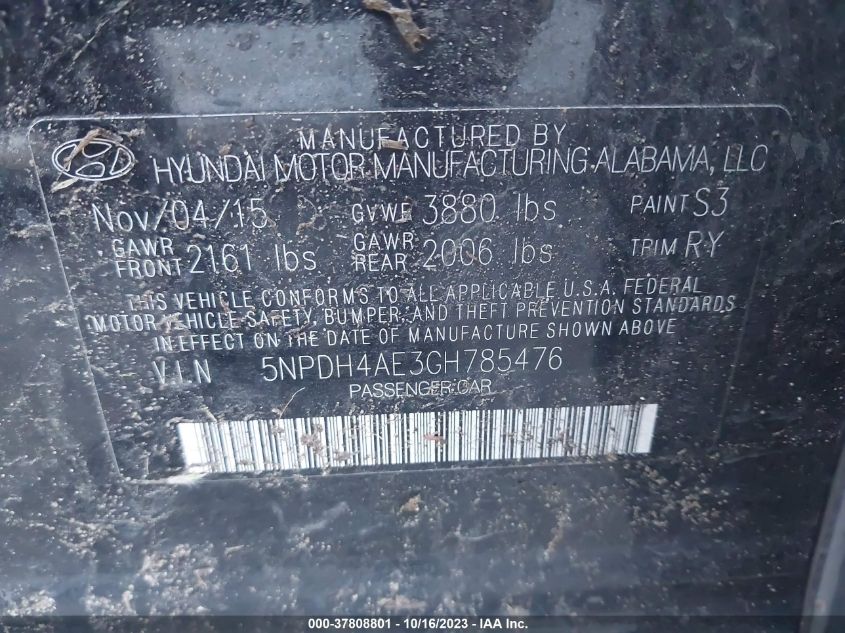 MANUFACTURED BY
HYUNDAI MOTOR MANUFACTURING ALABAMA, LLC
Nov/04/15 GVWR 3880 lbs PAINT S3
GAWR FRONT 2161 lbs GAWR REAR 2006 lbs TRIM RY
THIS VEHICLE CONFORMS TO ALL APPLICABLE U.S.A. FEDERAL
MOTOR VEHICLE SAFETY, BUMPER, AND THEFT PREVENTION STANDARDS
IN EFFECT ON THE DATE OF MANUFACTURE SHOWN ABOVE
V.I.N 5NPDH4AE3GH785476
PASSENGER CAR
000-37808801 - 10/16/2023 - IAA Inc.